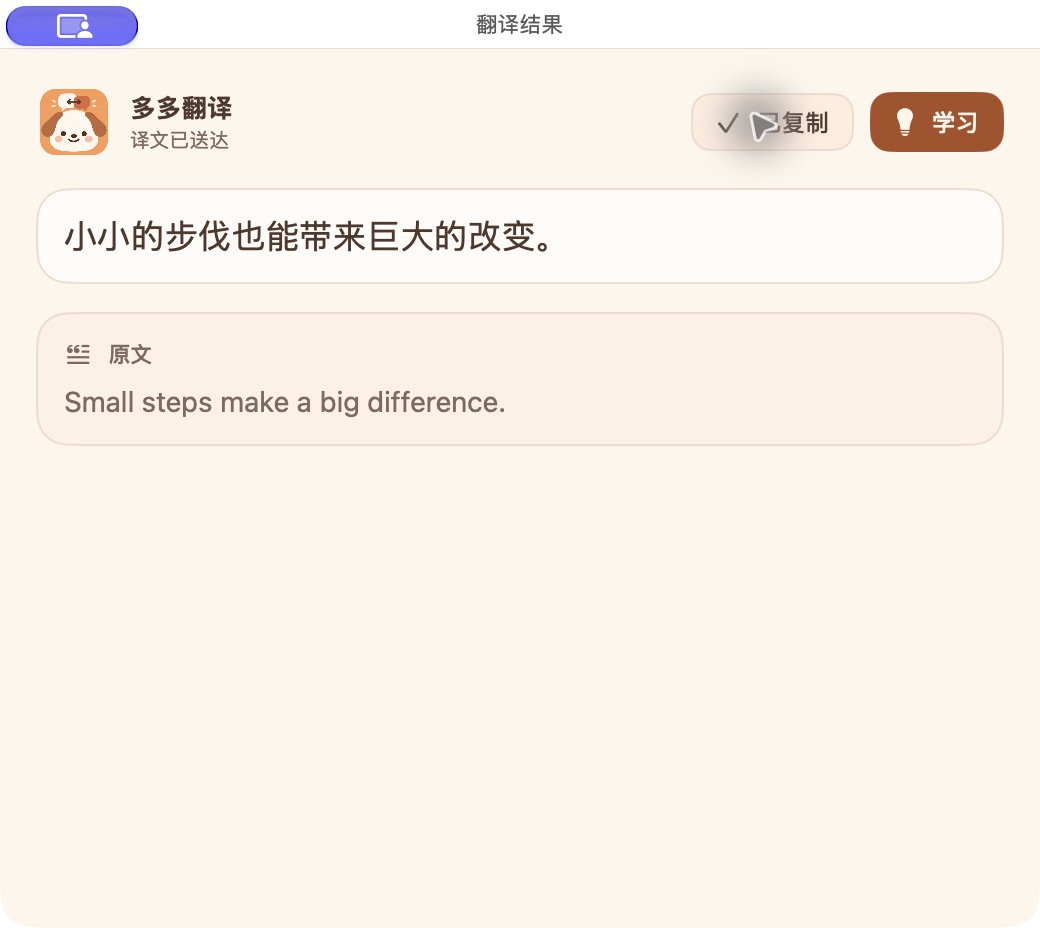 翻译结果
多多翻译
译文已送达
已复制
学习
小小的步伐也能带来巨大的改变。
原文
Small steps make a big difference.